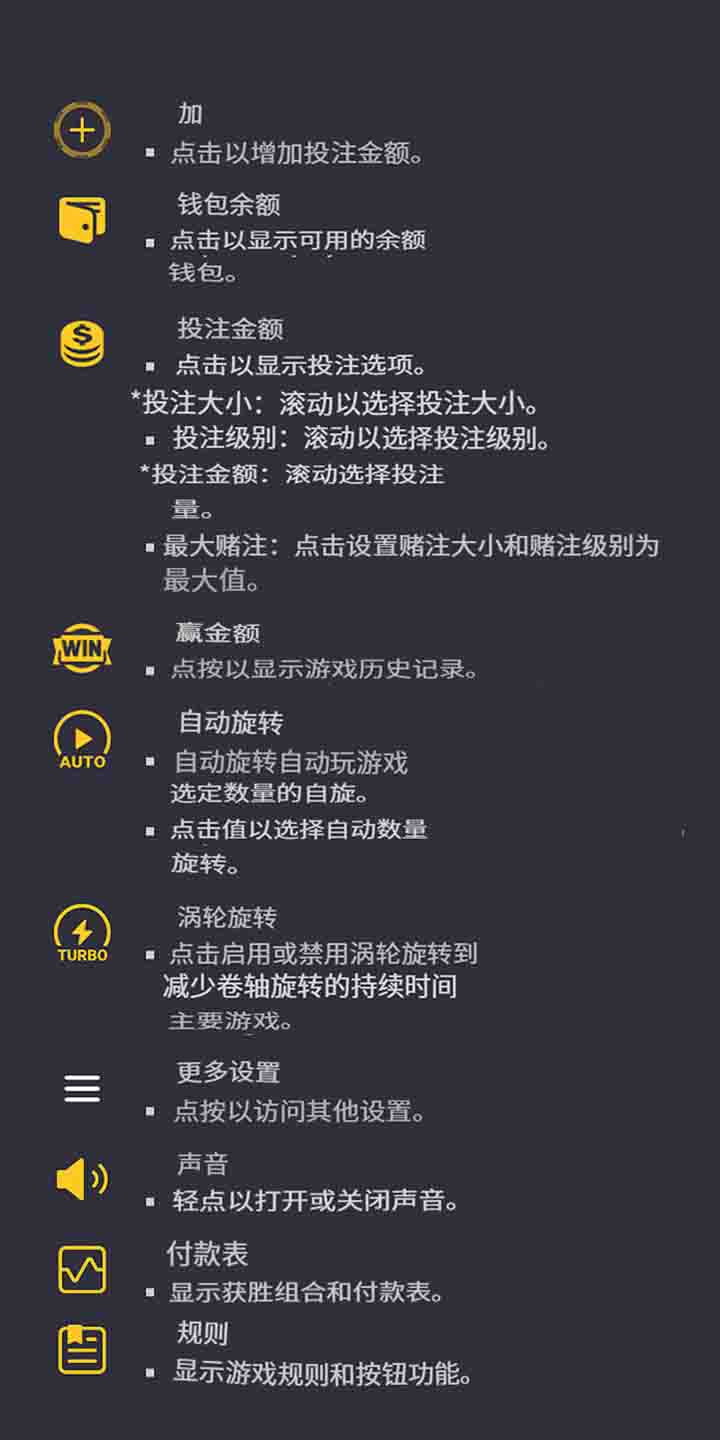 加
▪ 点击以增加投注金额。
钱包余额
▪ 点击以显示可用的余额
钱包。
$
投注金额
▪ 点击以显示投注选项。
*投注大小：滚动以选择投注大小。
▪ 投注级别：滚动以选择投注级别。
*投注金额：滚动选择投注
量。
▪ 最大赌注：点击设置赌注大小和赌注级别为
最大值。
WIN
赢金额
▪ 点按以显示游戏历史记录。
自动旋转
AUTO
▪ 自动旋转自动玩游戏
选定数量的自旋。
▪ 点击值以选择自动数量
旋转。
涡轮旋转
TURBO
▪ 点击启用或禁用涡轮旋转到
减少卷轴旋转的持续时间
主要游戏。
更多设置
▪ 点按以访问其他设置。
声音
▪ 轻点以打开或关闭声音。
付款表
▪ 显示获胜组合和付款表。
规则
▪ 显示游戏规则和按钮功能。